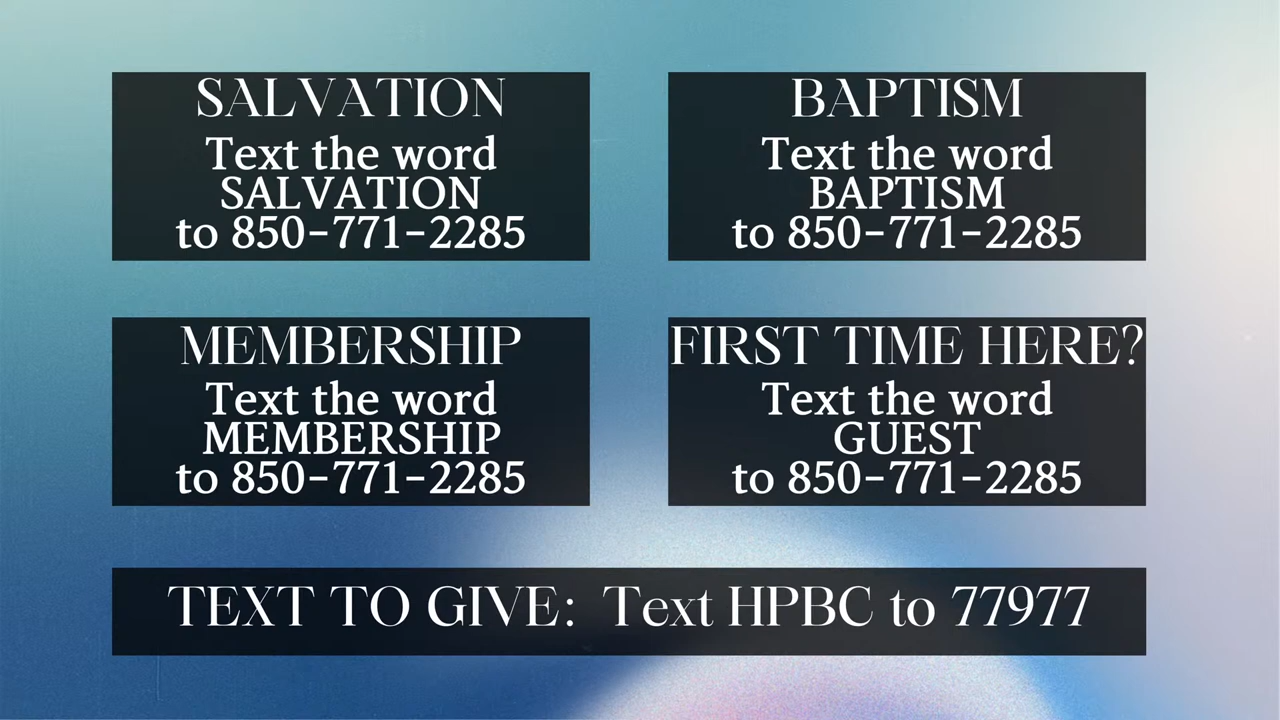 SALVATION
Text the word
SALVATION
to 850-771-2285
BAPTISM
Text the word
BAPTISM
to 850-771-2285
MEMBERSHIP
Text the word
MEMBERSHIP
to 850-771-2285
FIRST TIME HERE?
Text the word
GUEST
to 850-771-2285
TEXT TO GIVE: Text HPBC to 77977